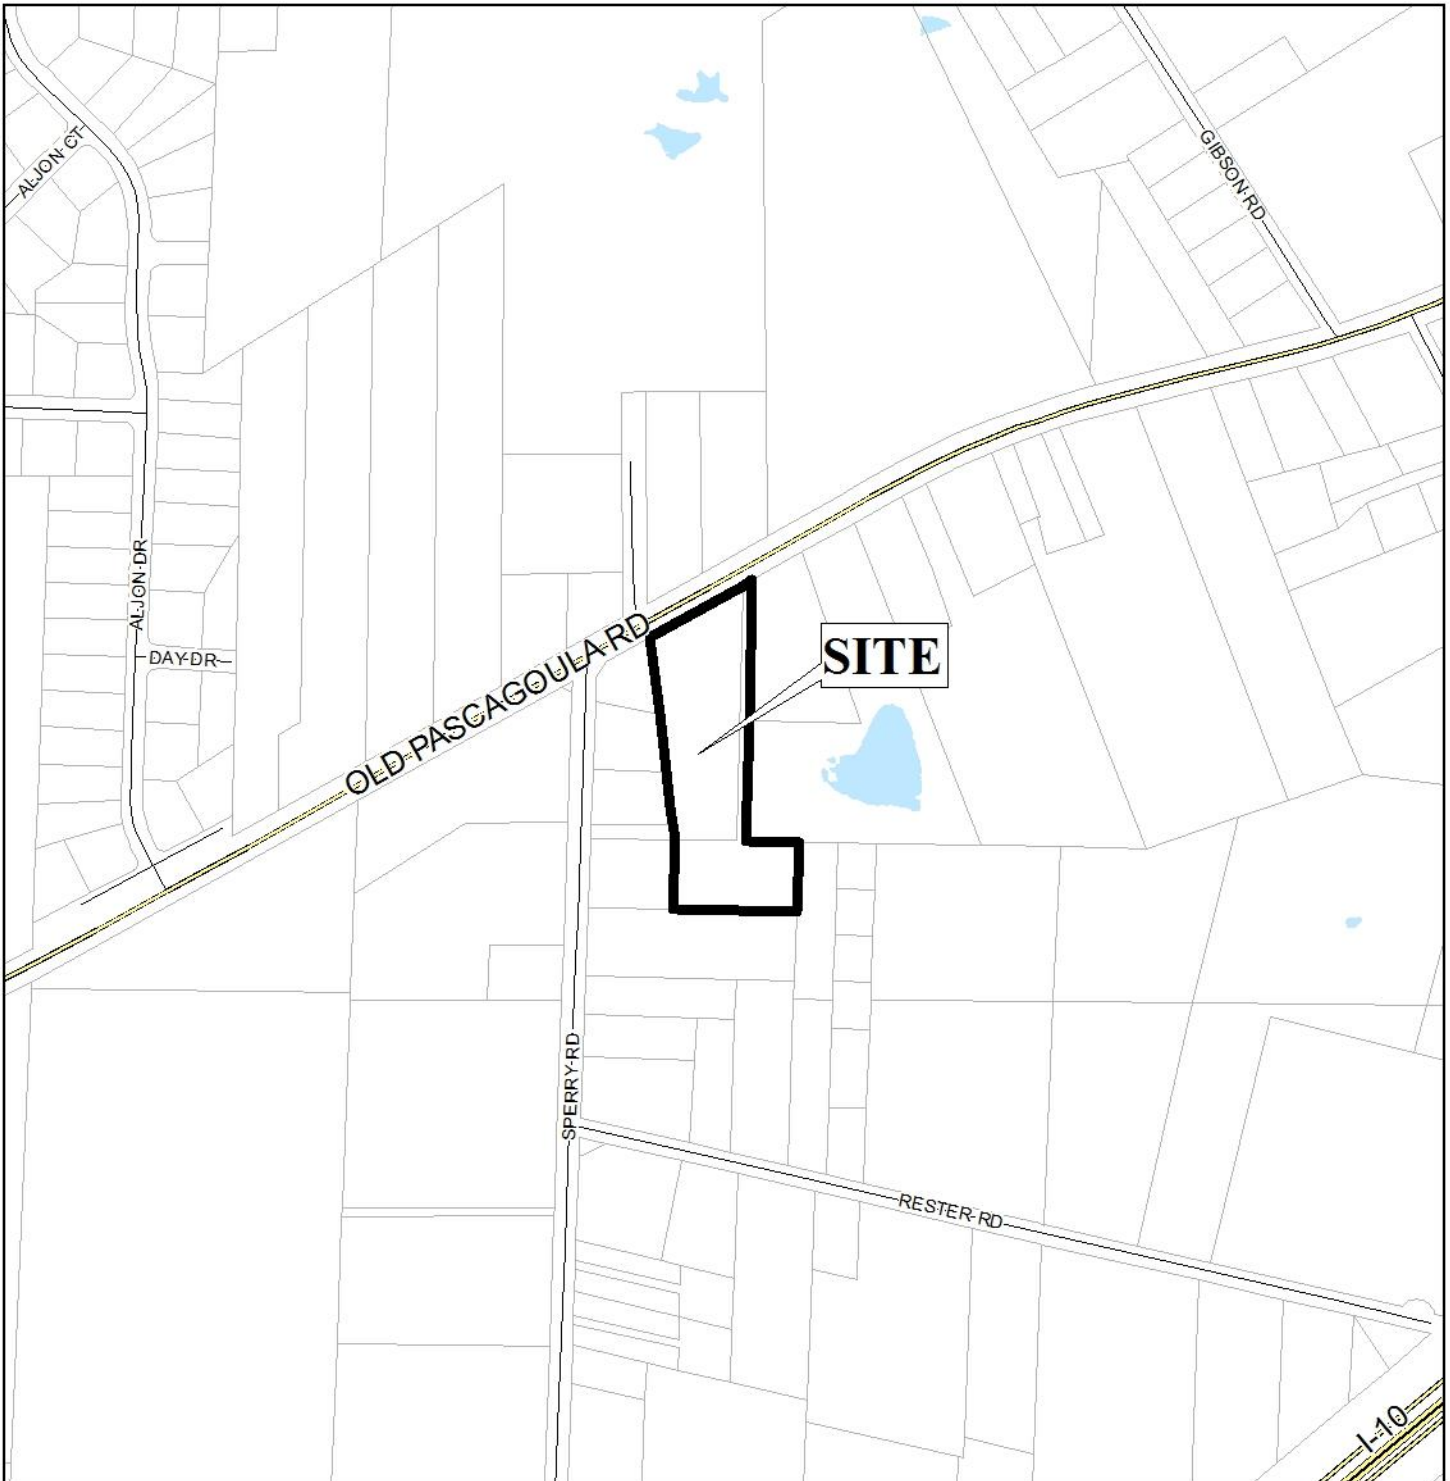 ALJON CT
GIBSON RD
ALJON DR
DAY DR
OLD PASCAGOULA RD
SITE
SPERRY RD
RESTER RD
I-10